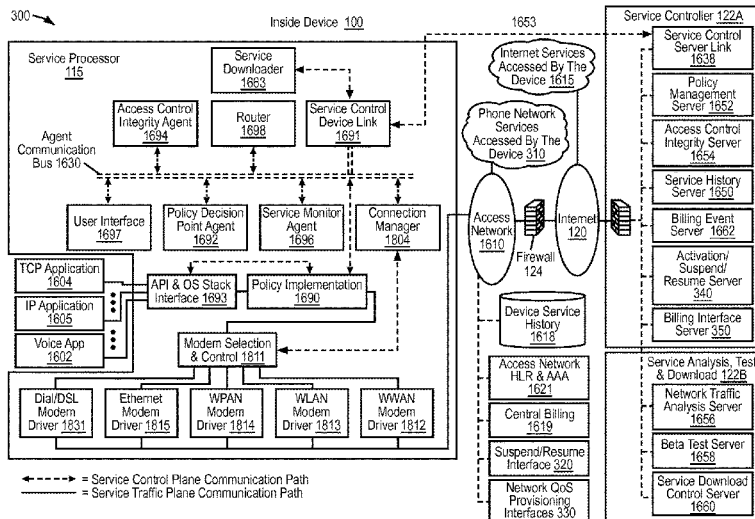 300
Inside Device 100
1653
Service Controller 122A
Service Processor
115
Service
Downloader
1663
Access Control
Integrity Agent
1694
Router
1698
Service Control
Device Link
1691
Agent
Communication
Bus 1630
User Interface
1697
Policy Decision
Point Agent
1692
Service Monitor
Agent
1696
Connection
Manager
1804
TCP Application
1604
IP Application
1605
Voice App
1602
API & OS Stack
Interface 1693
Policy Implementation
1690
Modem Selection
& Control 1811
Dial/DSL
Modem
Driver 1831
Ethernet
Modem
Driver 1815
WPAN
Modem
Driver 1814
WLAN
Modem
Driver 1813
WWAN
Modem
Driver 1812
= Service Control Plane Communication Path
= Service Traffic Plane Communication Path
Internet Services
Accessed By The
Device 1615
Phone Network
Services
Accessed By The
Device 310
Access
Network
1610
Firewall
124
Internet
120
Device Service
History
1618
Access Network
HLR & AAA
1621
Central Billing
1619
Suspend/Resume
Interface 320
Network QoS
Provisioning
Interfaces 330
Service Control
Server Link
1638
Policy
Management
Server 1652
Access Control
Integrity Server
1654
Service History
Server 1650
Billing Event
Server 1662
Activation/
Suspend/
Resume Server
340
Billing Interface
Server 350
Service Analysis, Test
& Download 122B
Network Traffic
Analysis Server
1656
Beta Test Server
1658
Service Download
Control Server
1660